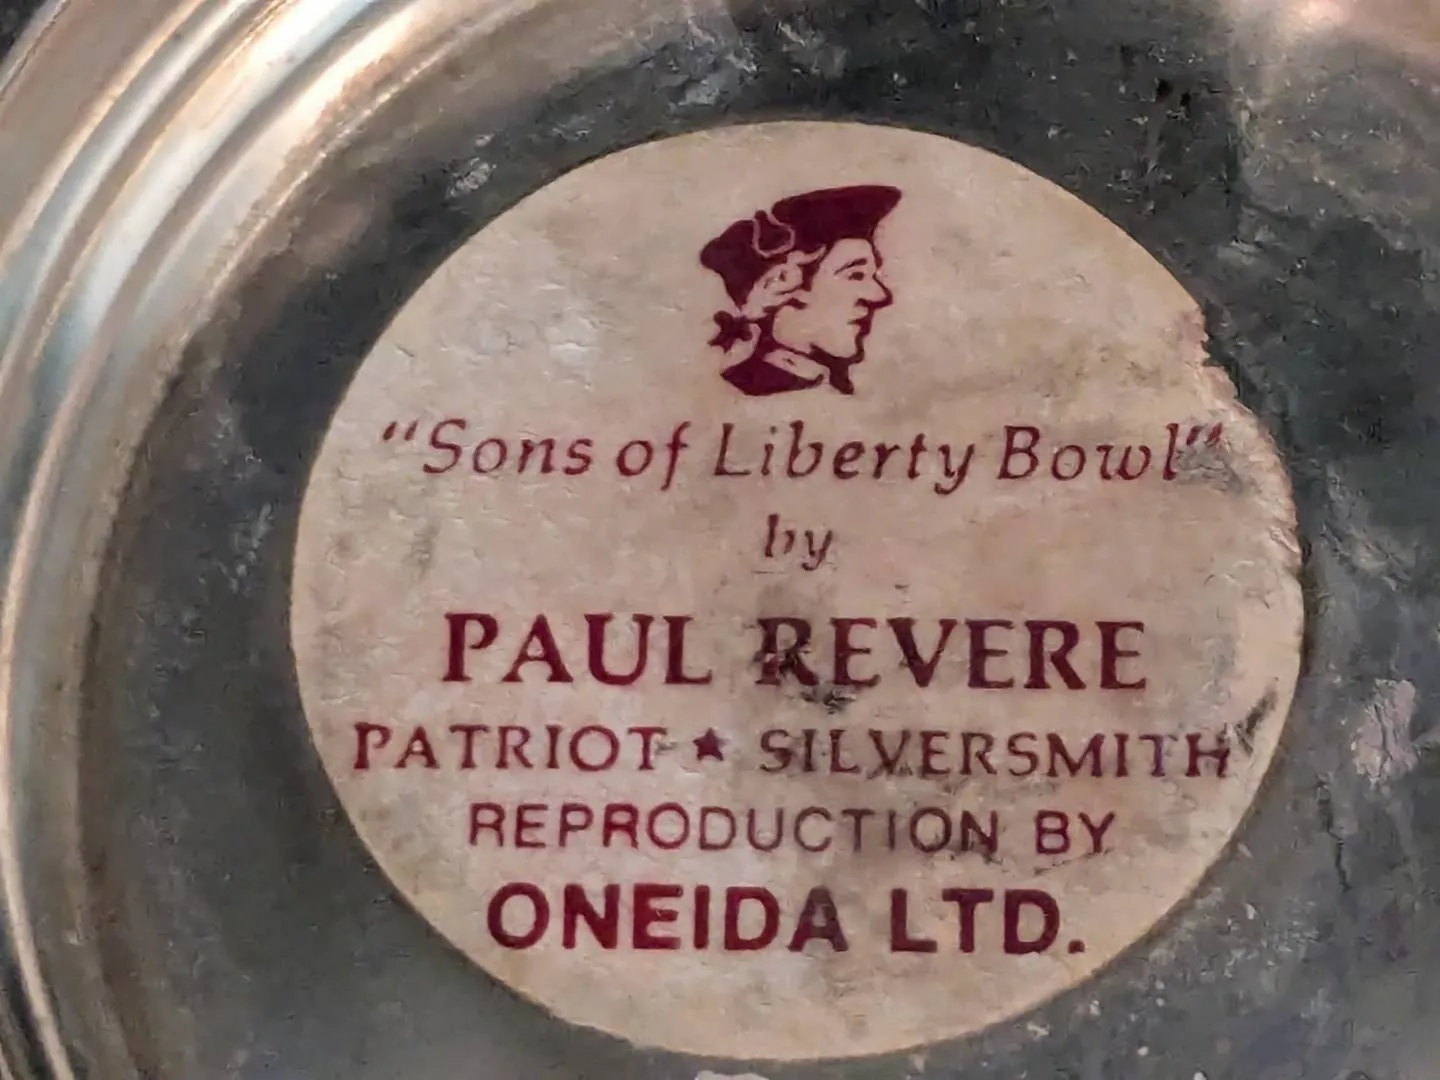 “Sons of Liberty Bowl”
by
PAUL REVERE
PATRIOT ★ SILVERSMITH
REPRODUCTION BY
ONEIDA LTD.